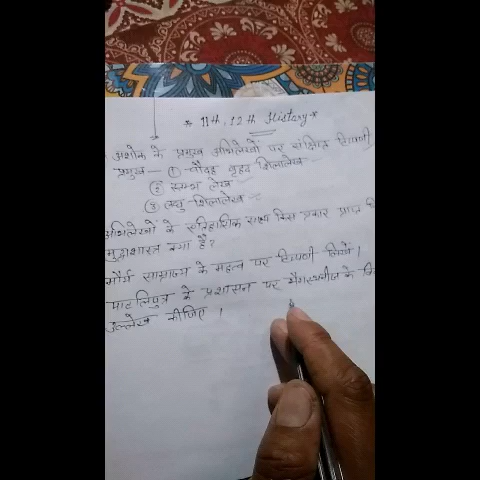 * 11th, 12th History *
अशोक के प्रमुख अभिलेखों पर संक्षिप्त टिप्पणी
प्रमुख — ① चौदह वृहद शिलालेख
② स्तम्भ लेख
③ लघु शिलालेख
अभिलेखों के ऐतिहासिक साक्ष्य किस प्रकार प्राप्त
मुद्राशास्त्र क्या है?
मौर्य साम्राज्य के महत्व पर टिप्पणी लिखें।
पाटलिपुत्र के प्रशासन पर मैगस्थनीज के
उल्लेख कीजिए ।